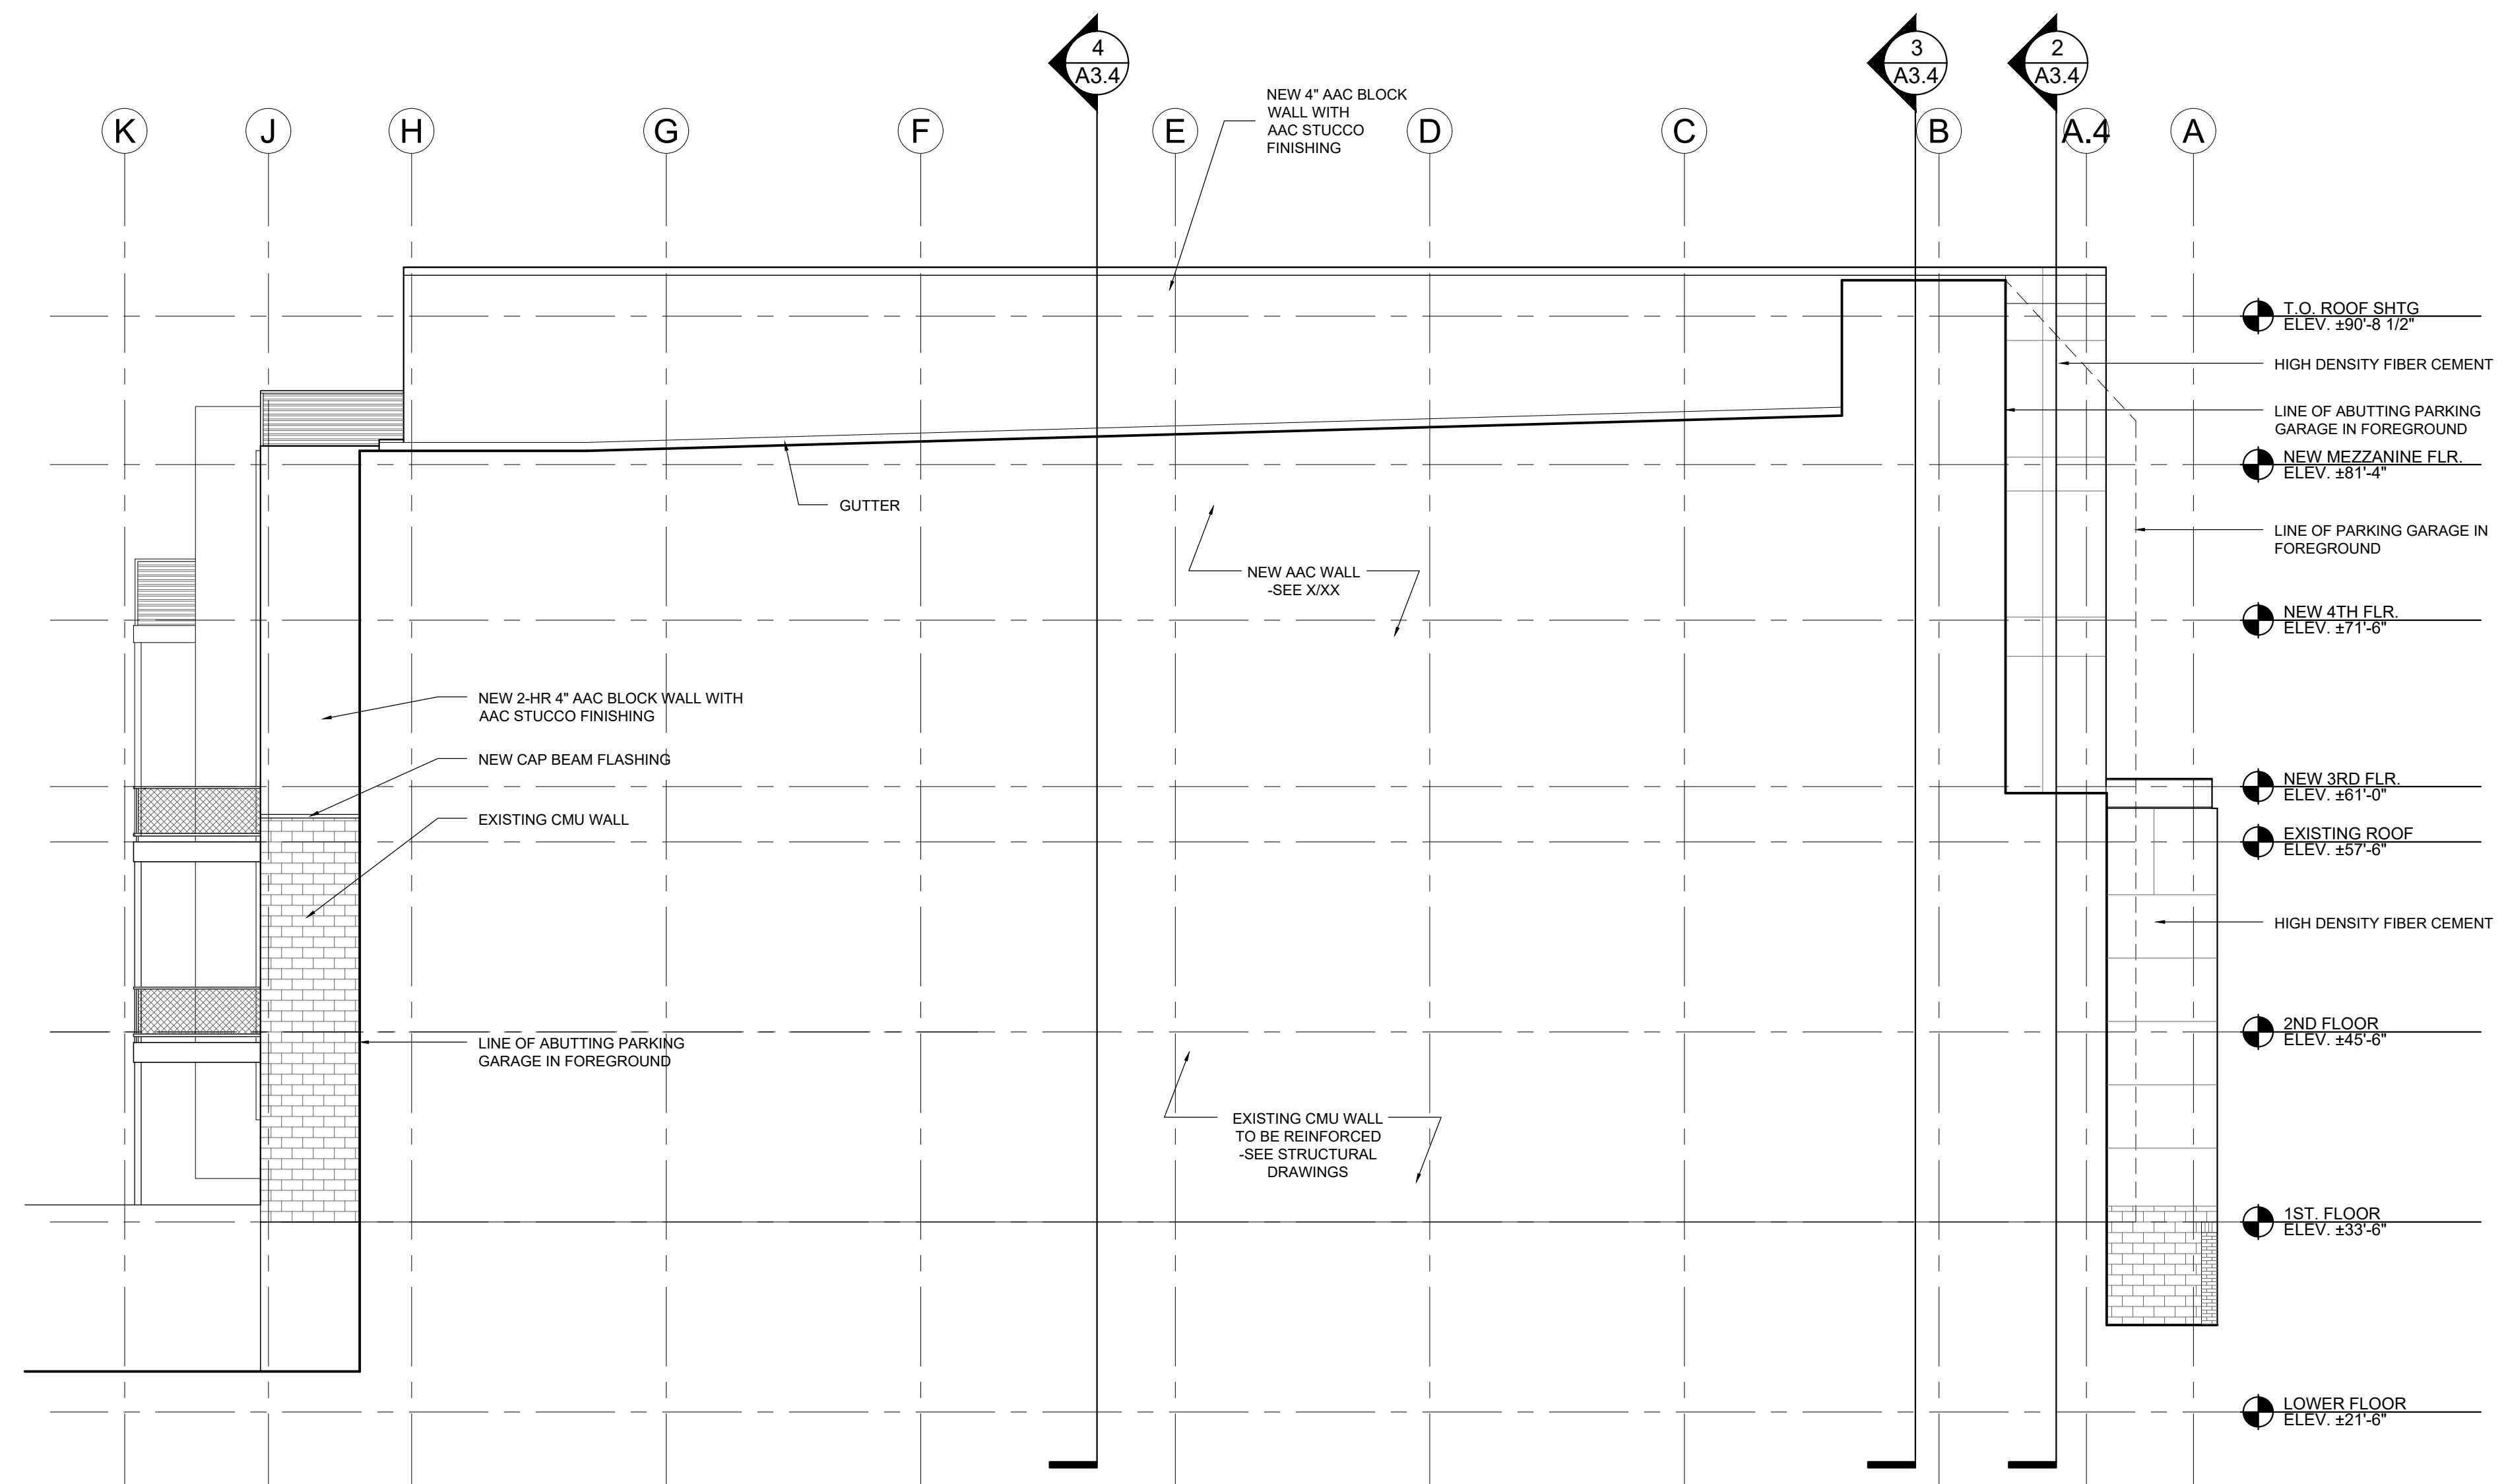 4
A3.4
3
A3.4
2
A3.4
K
J
H
G
F
E
D
C
B
A.4
A
NEW 4" AAC BLOCK
WALL WITH
AAC STUCCO
FINISHING
T.O. ROOF SHTG
ELEV. ±90'-8 1/2"
HIGH DENSITY FIBER CEMENT
LINE OF ABUTTING PARKING
GARAGE IN FOREGROUND
NEW MEZZANINE FLR.
ELEV. ±81'-4"
GUTTER
LINE OF PARKING GARAGE IN
FOREGROUND
NEW AAC WALL
-SEE X/XX
NEW 4TH FLR.
ELEV. ±71'-6"
NEW 2-HR 4" AAC BLOCK WALL WITH
AAC STUCCO FINISHING
NEW CAP BEAM FLASHING
NEW 3RD FLR.
ELEV. ±61'-0"
EXISTING CMU WALL
EXISTING ROOF
ELEV. ±57'-6"
HIGH DENSITY FIBER CEMENT
2ND FLOOR
ELEV. ±45'-6"
LINE OF ABUTTING PARKING
GARAGE IN FOREGROUND
EXISTING CMU WALL
TO BE REINFORCED
-SEE STRUCTURAL
DRAWINGS
1ST. FLOOR
ELEV. ±33'-6"
LOWER FLOOR
ELEV. ±21'-6"